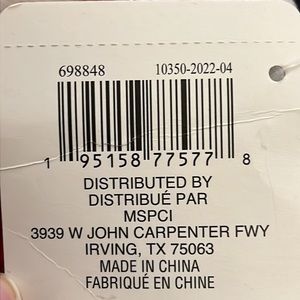 698848 10350-2022-04
1 95158 77577 8
DISTRIBUTED BY
DISTRIBUÉ PAR
MSPCI
3939 W JOHN CARPENTER FWY
IRVING, TX 75063
MADE IN CHINA
FABRIQUÉ EN CHINE